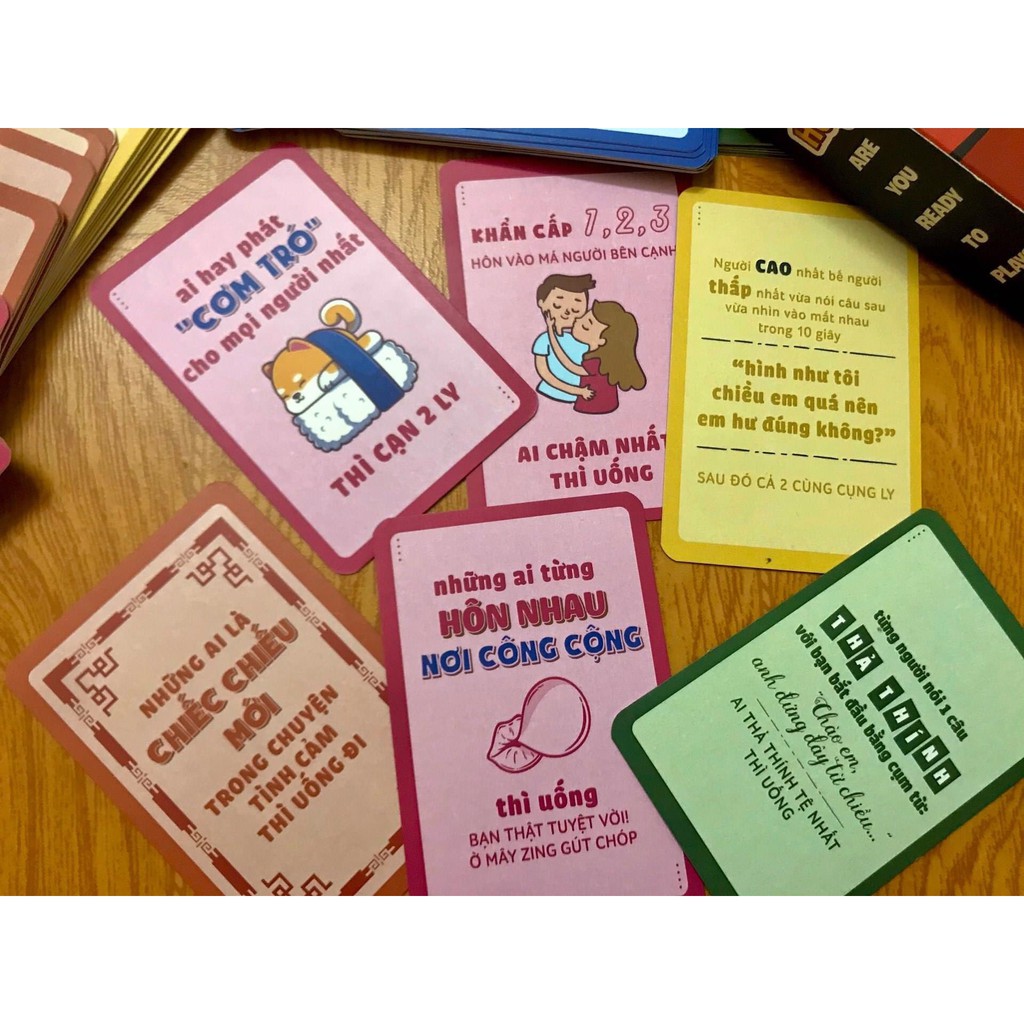 ai hay phát
"CƠM TRÓ"
cho mọi người nhất
THÌ CẠN 2 LY
KHẨN CẤP 1,2,3
HÔN VÀO MÁ NGƯỜI BÊN CẠNH
AI CHẬM NHẤT
THÌ UỐNG
Người CAO nhất bế người
thấp nhất vừa nói câu sau
vừa nhìn vào mắt nhau
trong 10 giây
“hình như tôi
chiều em quá nên
em hư đúng không?”
SAU ĐÓ CẢ 2 CÙNG CỤNG LY
ARE
YOU
READY
TO
PLAY
NHỮNG AI LÀ
CHIẾC CHIẾU
MỚI
TRONG CHUYỆN
TÌNH CẢM
THÌ UỐNG ĐI
những ai từng
HÔN NHAU
NƠI CÔNG CỘNG
thì uống
BẠN THẬT TUYỆT VỜI!
Ờ MÂY ZING GÚT CHÓP
từng người nói 1 câu
THẢ THÍNH
với bạn bắt đầu bằng cụm từ:
"Chào em,
anh đứng đây từ chiều..."
AI THẢ THÍNH TỆ NHẤT
THÌ UỐNG